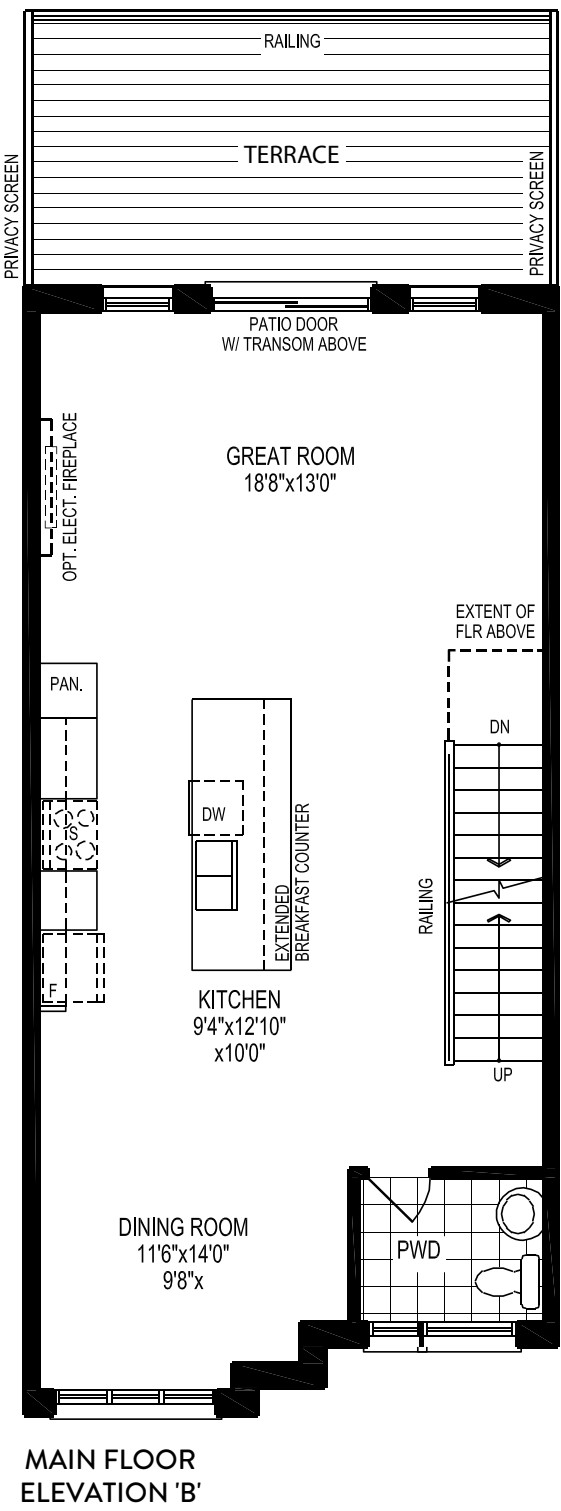 RAILING
TERRACE
PRIVACY SCREEN
PRIVACY SCREEN
PATIO DOOR
W/ TRANSOM ABOVE
GREAT ROOM
18'8"x13'0"
OPT. ELECT. FIREPLACE
EXTENT OF
FLR ABOVE
PAN.
DN
DW
S
EXTENDED
BREAKFAST COUNTER
RAILING
F
KITCHEN
9'4"x12'10"
x10'0"
UP
DINING ROOM
11'6"x14'0"
9'8"x
PWD
MAIN FLOOR
ELEVATION 'B'